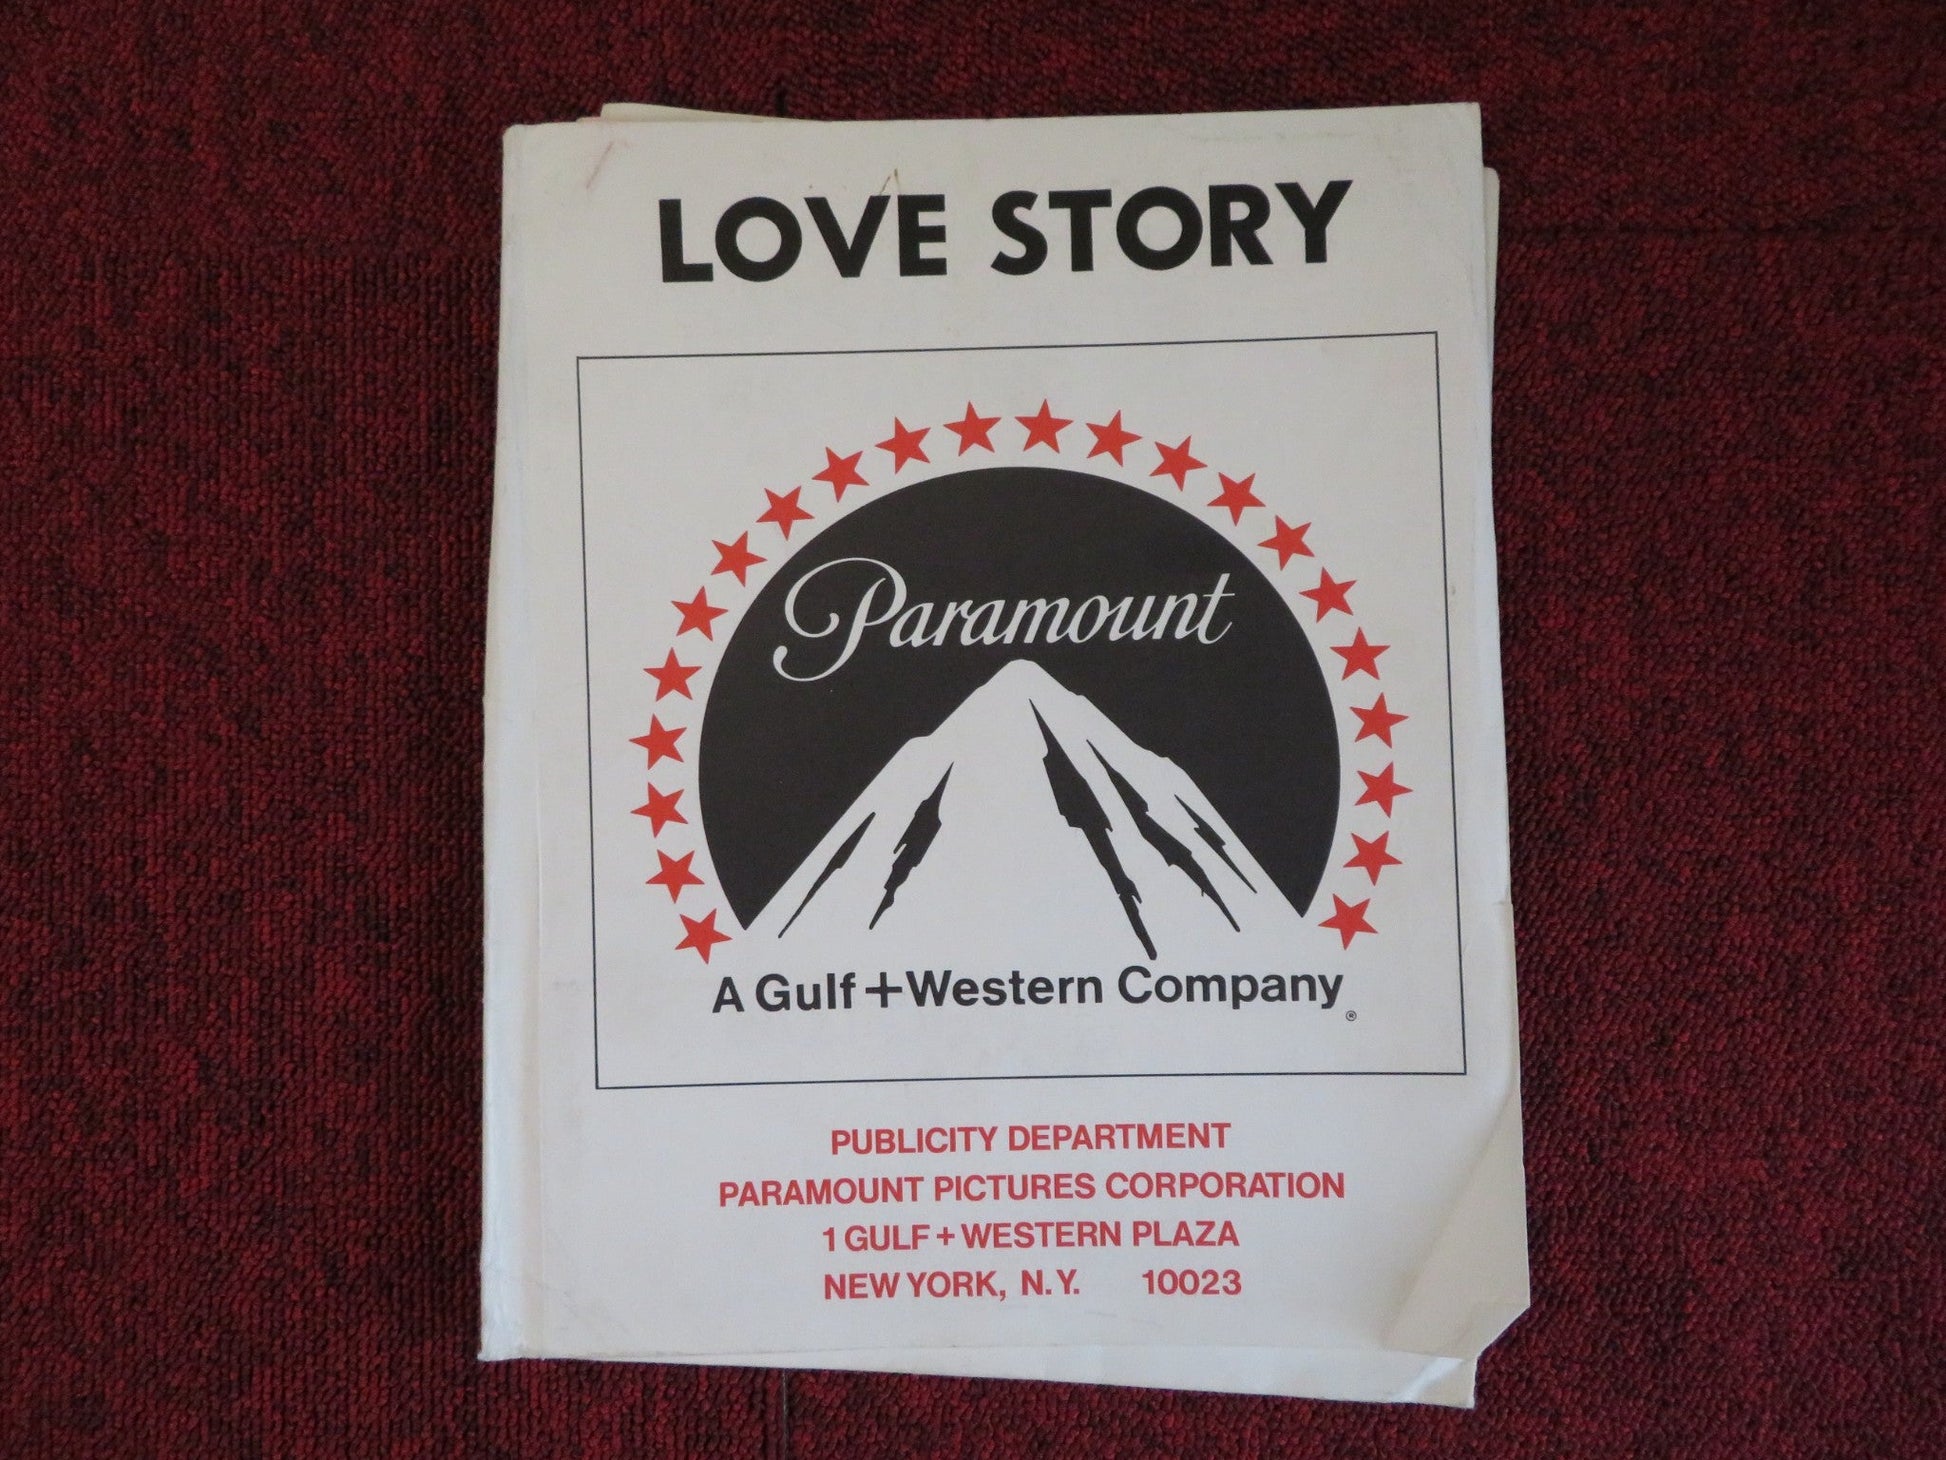 LOVE STORY
Paramount
A Gulf+Western Company
®
PUBLICITY DEPARTMENT
PARAMOUNT PICTURES CORPORATION
1 GULF + WESTERN PLAZA
NEW YORK, N.Y. 10023